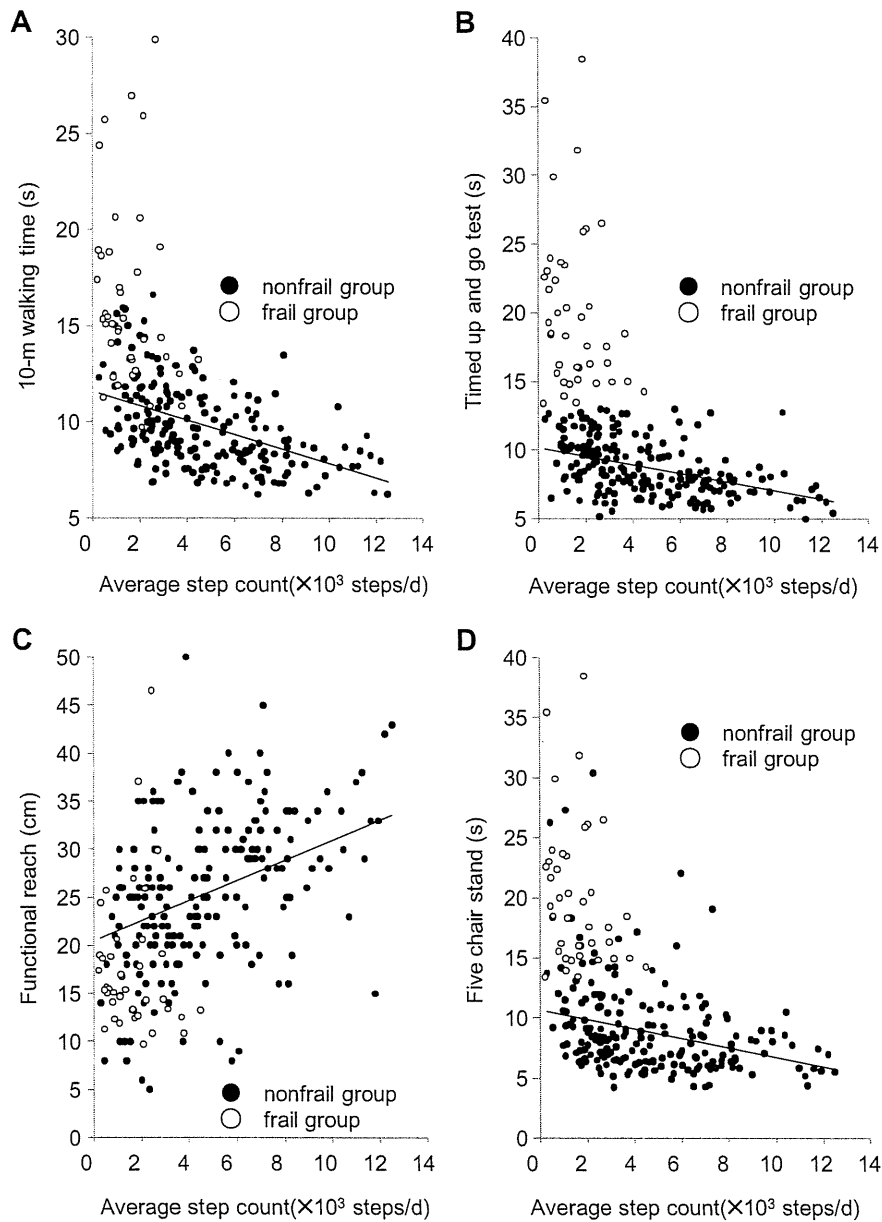 A
30
25
20
15
10
5
10-m walking time (s)
nonfrail group
frail group
0 2 4 6 8 10 12 14
Average step count(×10³ steps/d)
B
40
35
30
25
20
15
10
5
Timed up and go test (s)
nonfrail group
frail group
0 2 4 6 8 10 12 14
Average step count(×10³ steps/d)
C
50
45
40
35
30
25
20
15
10
5
0
Functional reach (cm)
nonfrail group
frail group
0 2 4 6 8 10 12 14
Average step count(×10³ steps/d)
D
40
35
30
25
20
15
10
5
0
Five chair stand (s)
nonfrail group
frail group
0 2 4 6 8 10 12 14
Average step count(×10³ steps/d)